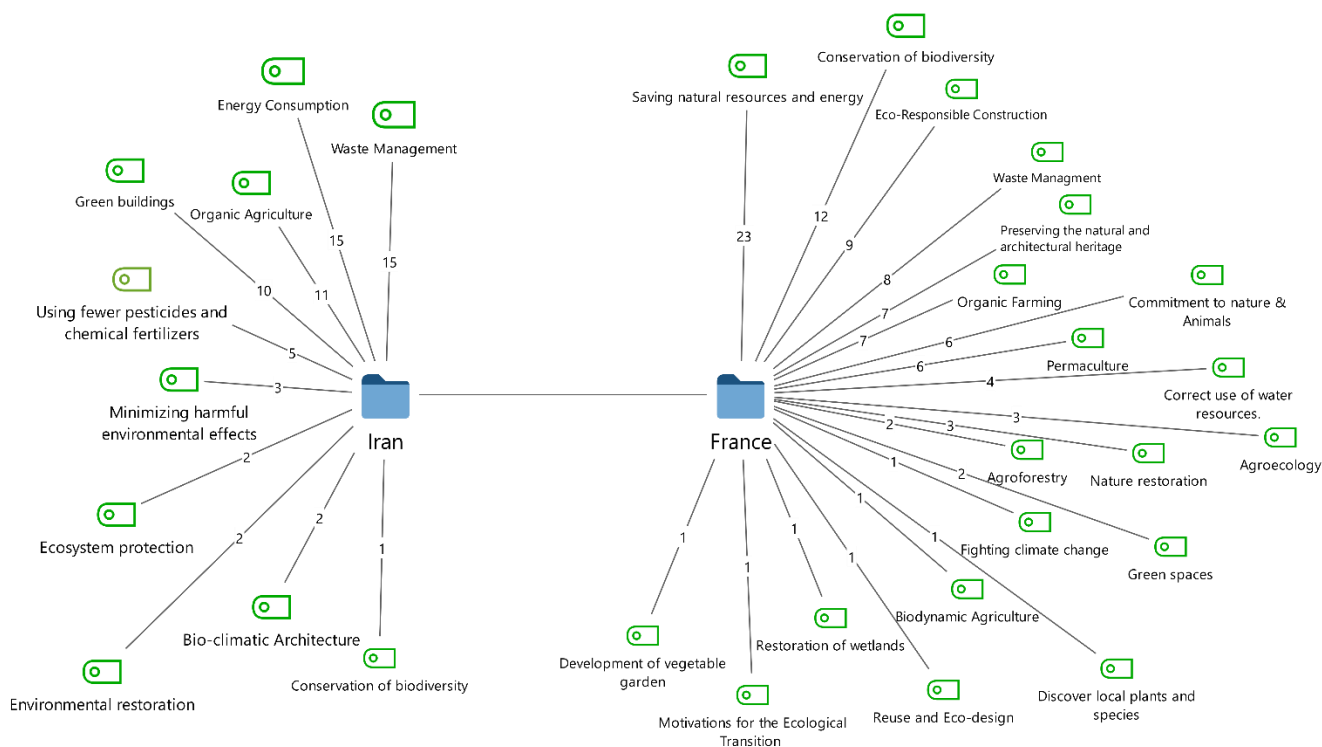 Conservation of biodiversity
Saving natural resources and energy
Energy Consumption
Eco-Responsible Construction
Waste Management
Waste Managment
Green buildings
Organic Agriculture
Preserving the natural and
architectural heritage
12
15
23
9
15
8
10
11
7
Organic Farming
Commitment to nature &
Animals
Using fewer pesticides and
chemical fertilizers
5
7
6
6
Permaculture
3
4
Correct use of water
resources.
Minimizing harmful
environmental effects
Iran
France
3
2
3
Agroecology
2
1
2
Agroforestry
Nature restoration
1
2
2
1
1
1
1
1
1
Ecosystem protection
Fighting climate change
Green spaces
Biodynamic Agriculture
Bio-climatic Architecture
Restoration of wetlands
Development of vegetable
garden
Conservation of biodiversity
Environmental restoration
Discover local plants and
species
Motivations for the Ecological
Transition
Reuse and Eco-design